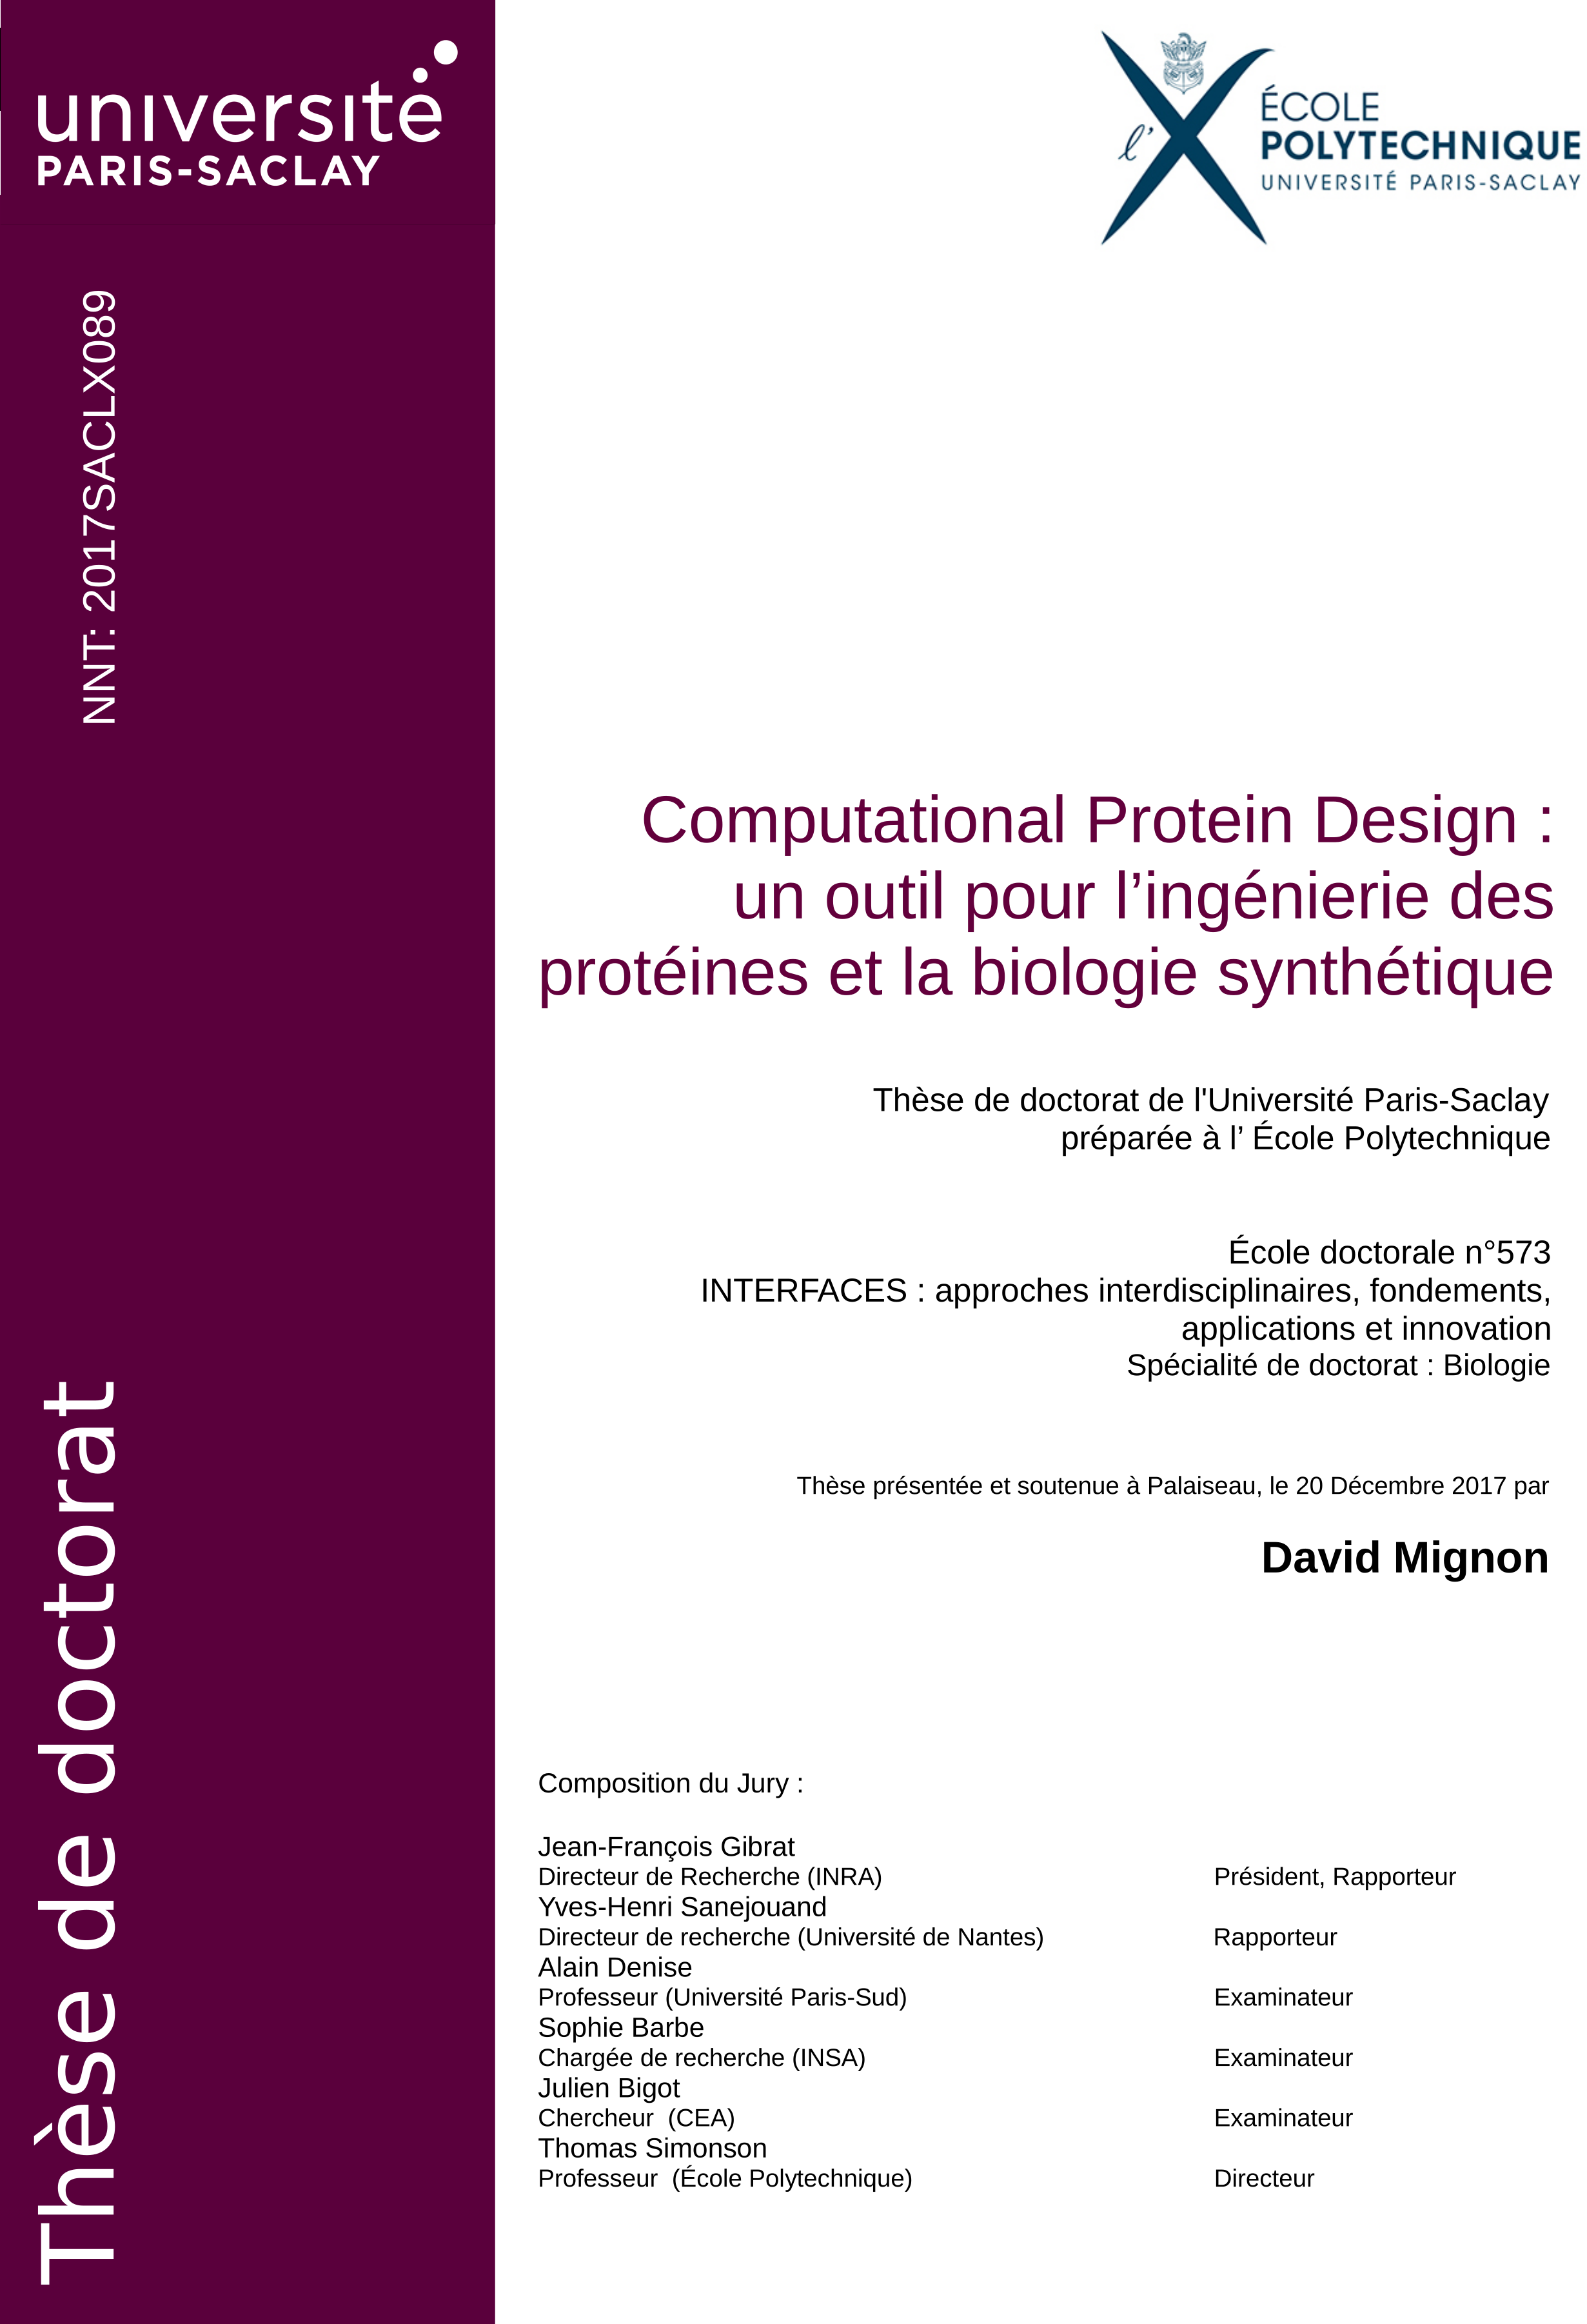 université
PARIS-SACLAY
l'X
ÉCOLE
POLYTECHNIQUE
UNIVERSITÉ PARIS-SACLAY
NNT: 2017SACLX089
Computational Protein Design :
un outil pour l’ingénierie des
protéines et la biologie synthétique
Thèse de doctorat de l'Université Paris-Saclay
préparée à l’ École Polytechnique
École doctorale n°573
INTERFACES : approches interdisciplinaires, fondements,
applications et innovation
Spécialité de doctorat : Biologie
Thèse présentée et soutenue à Palaiseau, le 20 Décembre 2017 par
David Mignon
Thèse de doctorat
Composition du Jury :
Jean-François Gibrat
Directeur de Recherche (INRA) Président, Rapporteur
Yves-Henri Sanejouand
Directeur de recherche (Université de Nantes) Rapporteur
Alain Denise
Professeur (Université Paris-Sud) Examinateur
Sophie Barbe
Chargée de recherche (INSA) Examinateur
Julien Bigot
Chercheur (CEA) Examinateur
Thomas Simonson
Professeur (École Polytechnique) Directeur